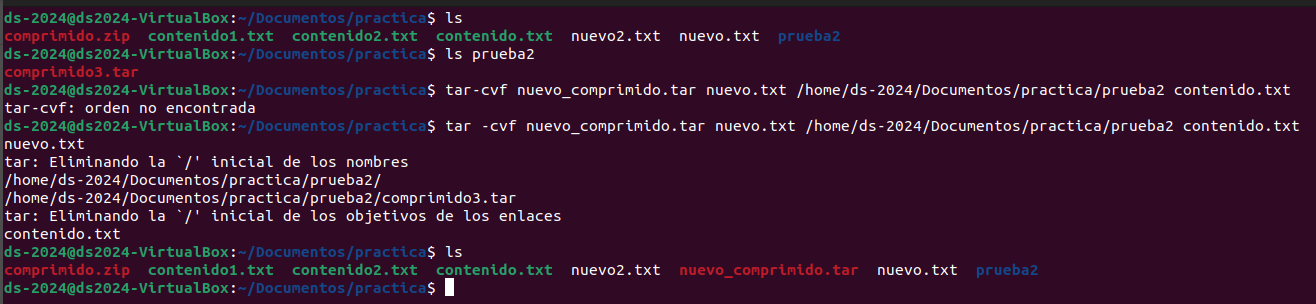 ds-2024@ds2024-VirtualBox:~/Documentos/practica$ ls
comprimido.zip  contenido1.txt  contenido2.txt  contenido.txt  nuevo2.txt  nuevo.txt  prueba2
ds-2024@ds2024-VirtualBox:~/Documentos/practica$ ls prueba2
comprimido3.tar
ds-2024@ds2024-VirtualBox:~/Documentos/practica$ tar-cvf nuevo_comprimido.tar nuevo.txt /home/ds-2024/Documentos/practica/prueba2 contenido.txt
tar-cvf: orden no encontrada
ds-2024@ds2024-VirtualBox:~/Documentos/practica$ tar -cvf nuevo_comprimido.tar nuevo.txt /home/ds-2024/Documentos/practica/prueba2 contenido.txt
nuevo.txt
tar: Eliminando la `/' inicial de los nombres
/home/ds-2024/Documentos/practica/prueba2/
/home/ds-2024/Documentos/practica/prueba2/comprimido3.tar
tar: Eliminando la `/' inicial de los objetivos de los enlaces
contenido.txt
ds-2024@ds2024-VirtualBox:~/Documentos/practica$ ls
comprimido.zip  contenido1.txt  contenido2.txt  contenido.txt  nuevo2.txt  nuevo_comprimido.tar  nuevo.txt  prueba2
ds-2024@ds2024-VirtualBox:~/Documentos/practica$